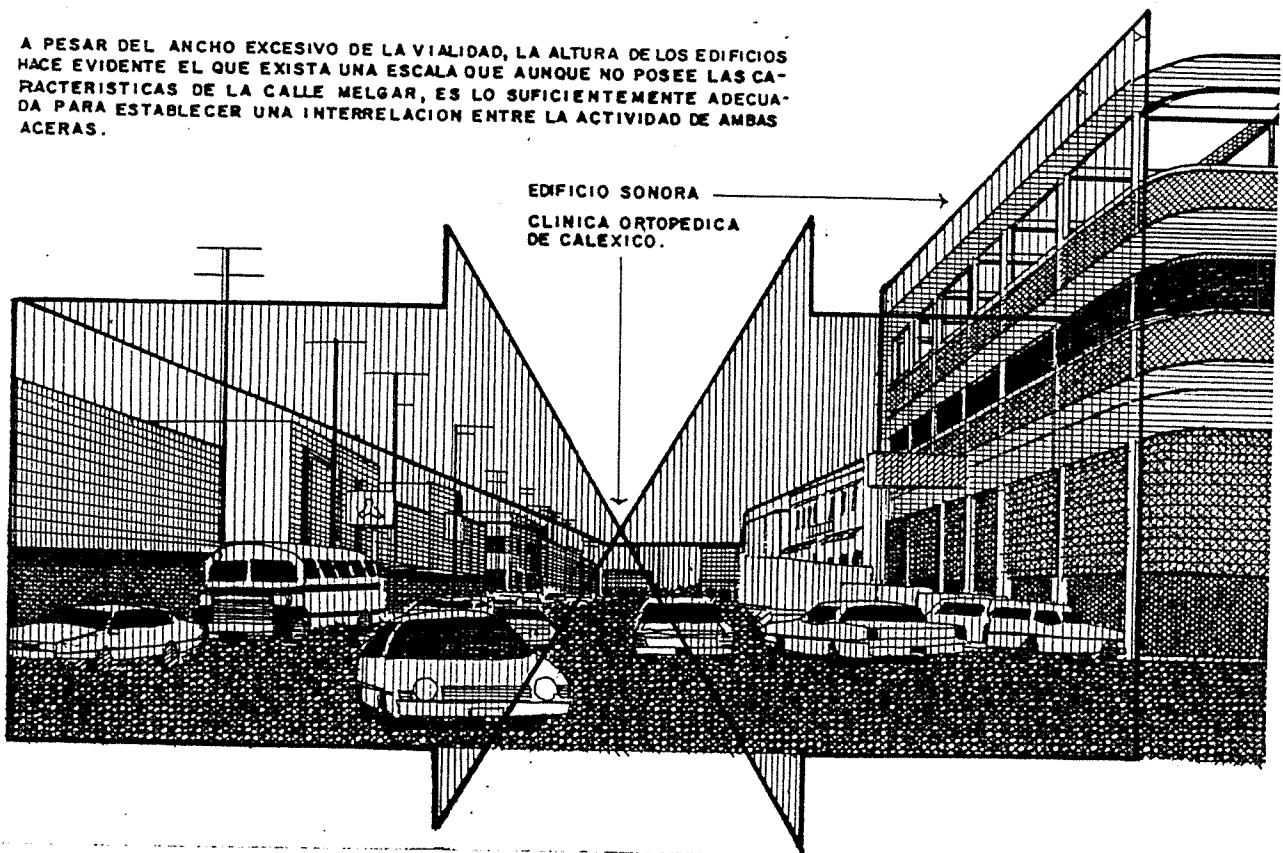 A PESAR DEL ANCHO EXCESIVO DE LA VIALIDAD, LA ALTURA DE LOS EDIFICIOS
HACE EVIDENTE EL QUE EXISTA UNA ESCALA QUE AUNQUE NO POSEE LAS CA-
RACTERISTICAS DE LA CALLE MELGAR, ES LO SUFICIENTEMENTE ADECUA-
DA PARA ESTABLECER UNA INTERRELACION ENTRE LA ACTIVIDAD DE AMBAS
ACERAS.
EDIFICIO SONORA
CLINICA ORTOPEDICA
DE CALEXICO.